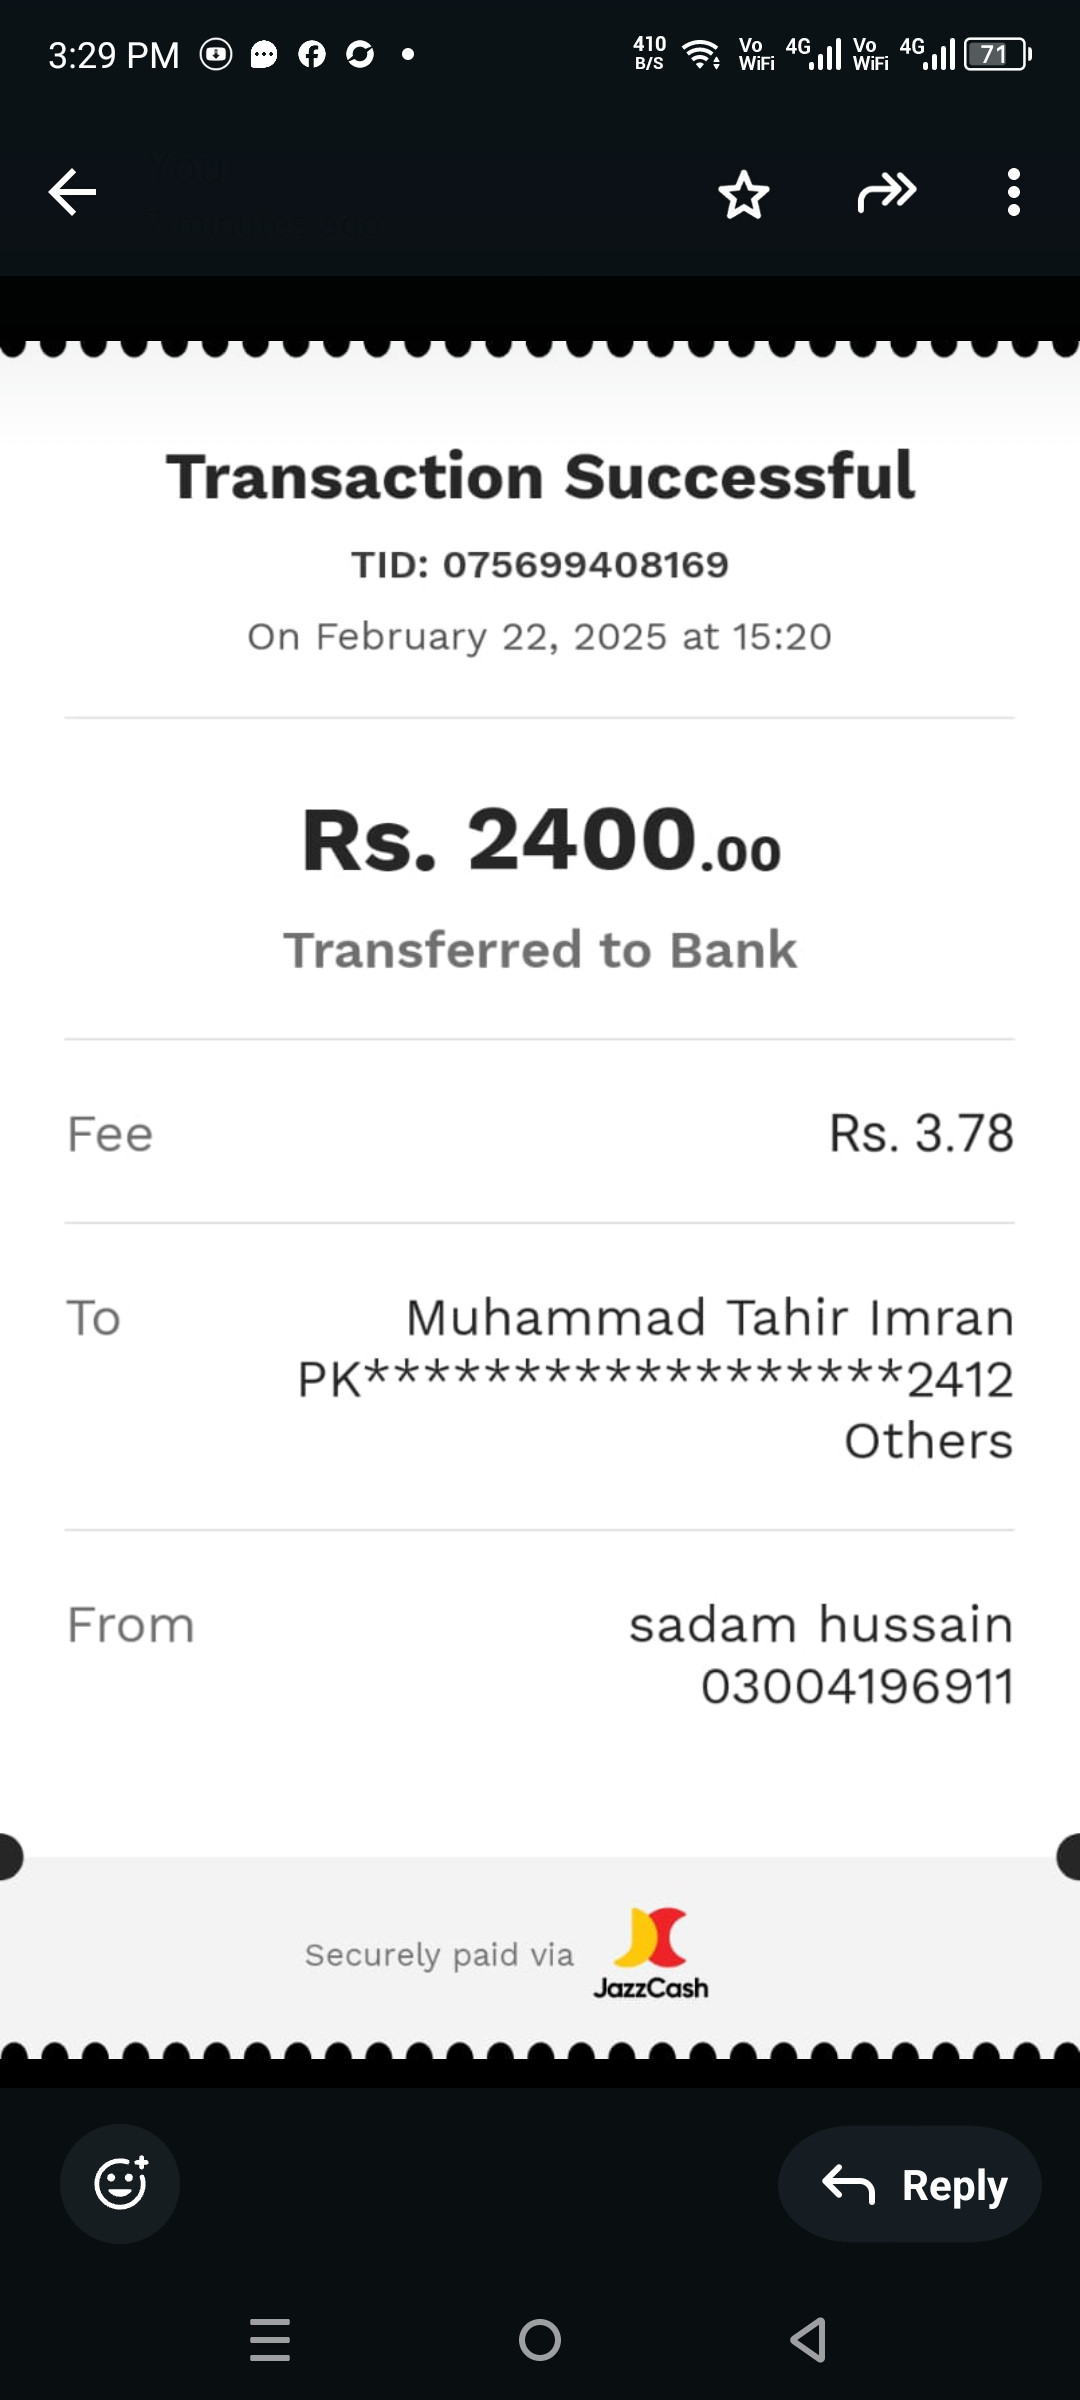 3:29 PM
410 B/S Vo WiFi 4G Vo WiFi 4G 71
You
Transaction Successful
TID: 075699408169
On February 22, 2025 at 15:20
Rs. 2400.00
Transferred to Bank
Fee Rs. 3.78
To Muhammad Tahir Imran
PK******************2412
Others
From sadam hussain
03004196911
Securely paid via JazzCash
Reply